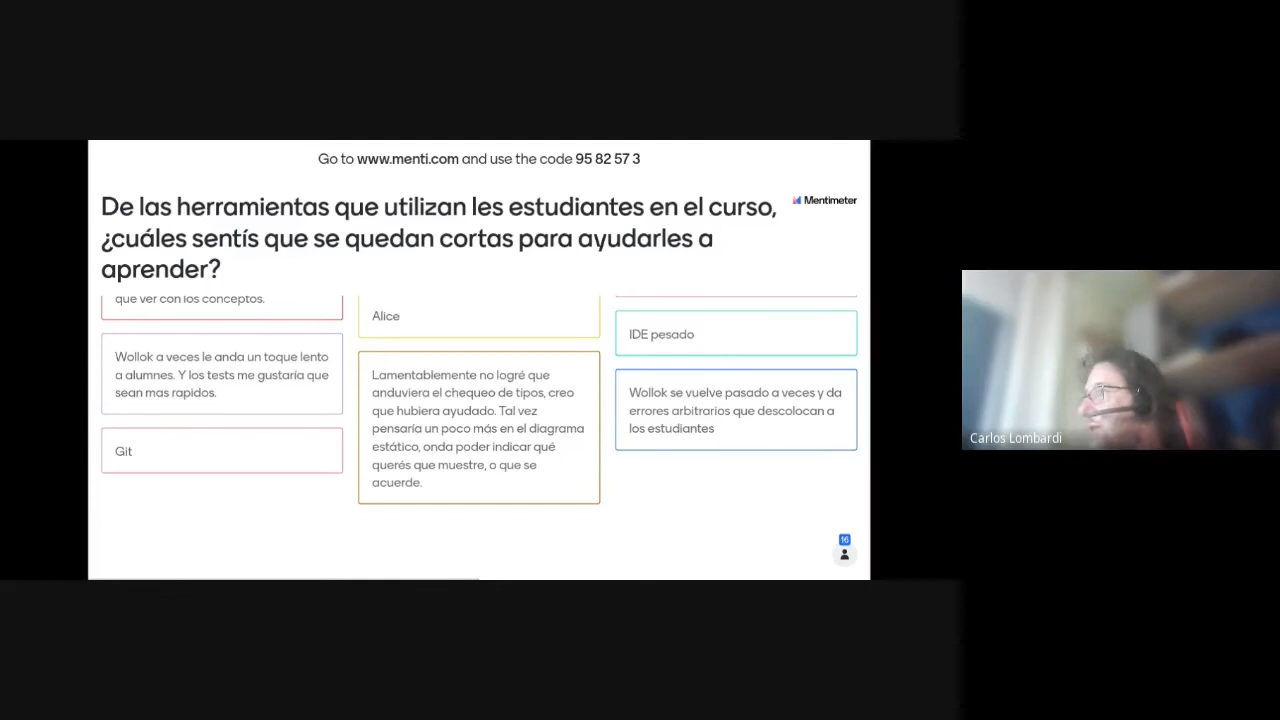 Go to www.menti.com and use the code 95 82 57 3
De las herramientas que utilizan les estudiantes en el curso,
¿cuáles sentís que se quedan cortas para ayudarles a
aprender?
Mentimeter
que ver con los conceptos.
Wollok a veces le anda un toque lento
a alumnes. Y los tests me gustaría que
sean mas rapidos.
Git
Alice
Lamentablemente no logré que
anduviera el chequeo de tipos, creo
que hubiera ayudado. Tal vez
pensaría un poco más en el diagrama
estático, onda poder indicar qué
querés que muestre, o que se
acuerde.
IDE pesado
Wollok se vuelve pasado a veces y da
errores arbitrarios que descolocan a
los estudiantes
16
Carlos Lombardi